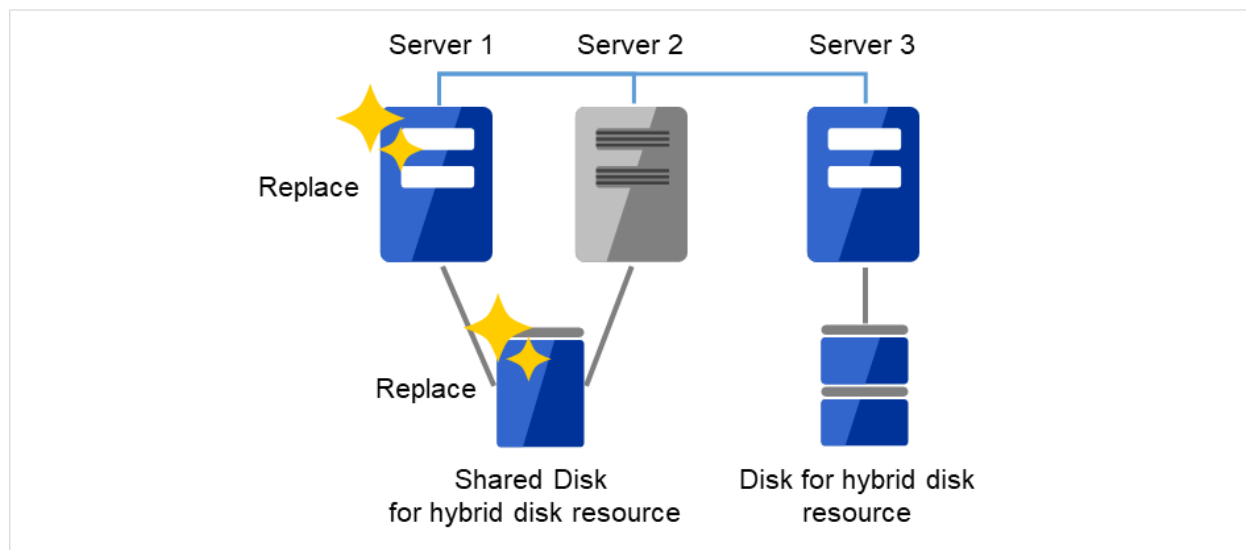 Server 1
Server 2
Server 3
Replace
Replace
Shared Disk
for hybrid disk resource
Disk for hybrid disk
resource